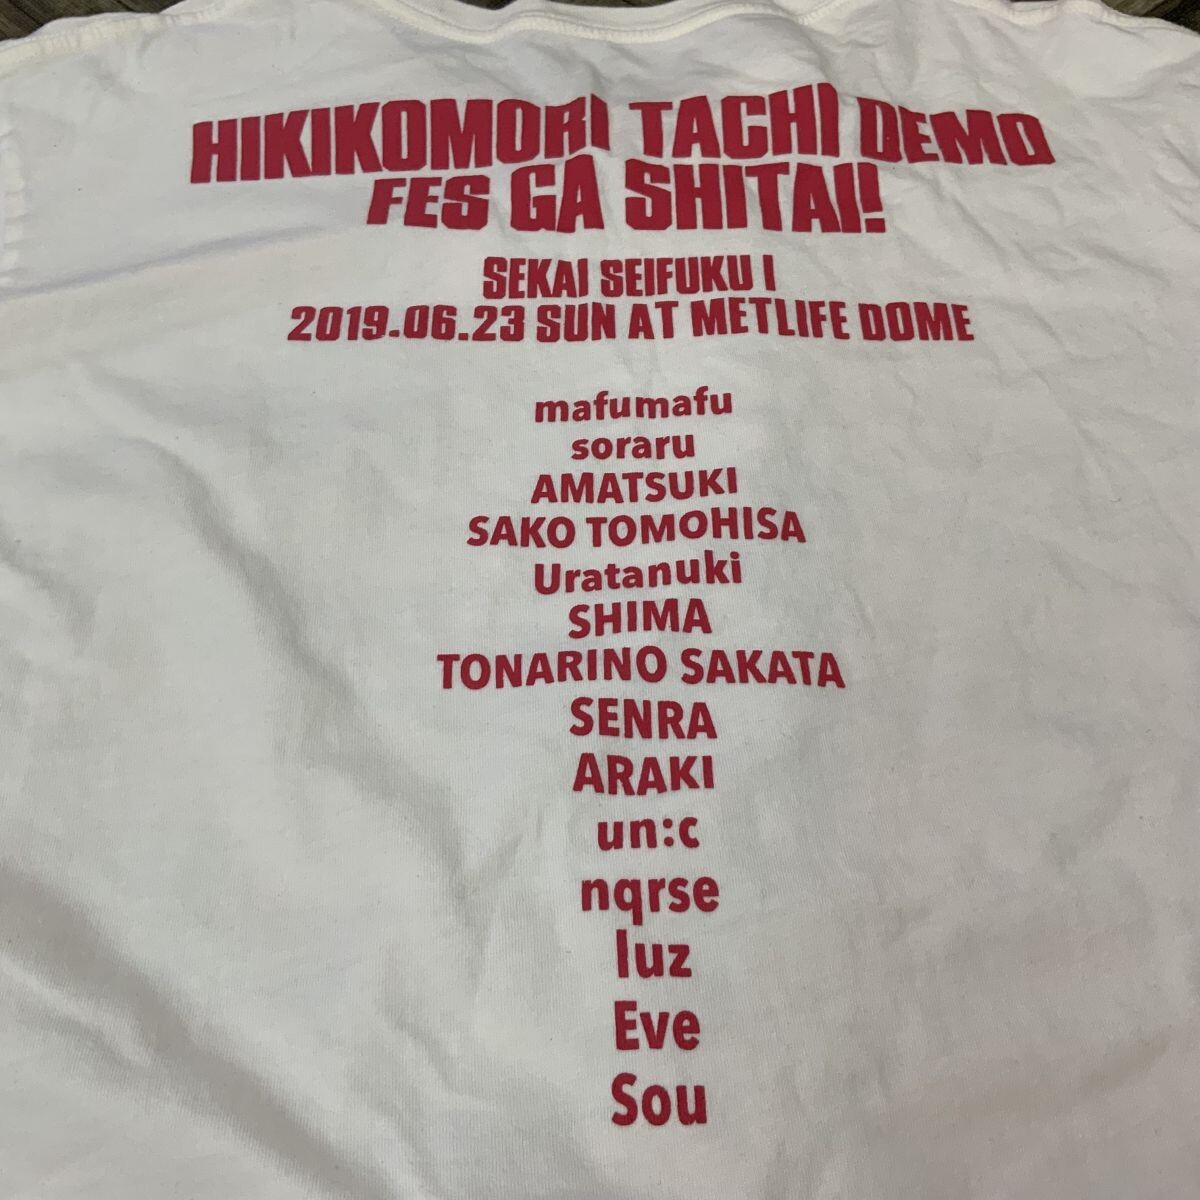 HIKIKOMORI TACHI DEMO
FES GA SHITAI!
SEKAI SEIFUKU I
2019.06.23 SUN AT METLIFE DOME
mafumafu
soraru
AMATSUKI
SAKO TOMOHISA
Uratanuki
SHIMA
TONARINO SAKATA
SENRA
ARAKI
un:c
nqrse
luz
Eve
Sou